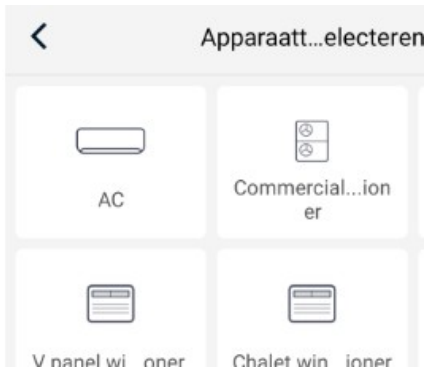 Apparaatt...electeren
AC
Commercial...ion
er
V panel wi...oner
Chalet win...ioner